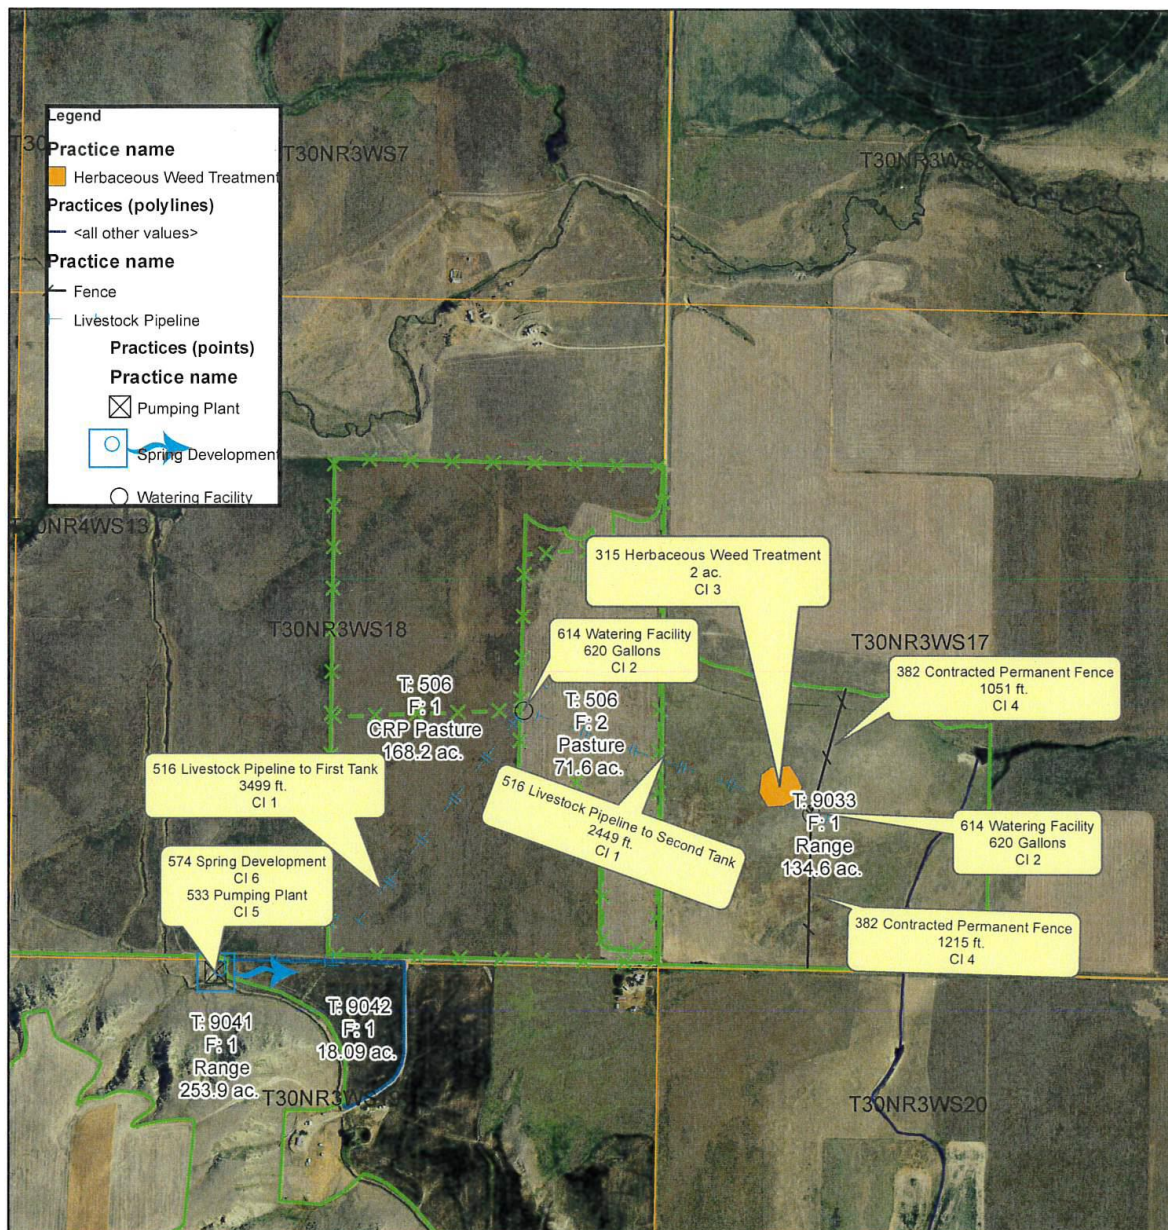 Legend
Practice name
Herbaceous Weed Treatment
Practices (polylines)
<all other values>
Practice name
Fence
Livestock Pipeline
Practices (points)
Practice name
Pumping Plant
Spring Development
Watering Facility
T30NR3WS7
T30NR4WS13
T30NR3WS18
315 Herbaceous Weed Treatment
2 ac.
CI 3
614 Watering Facility
620 Gallons
CI 2
T30NR3WS17
382 Contracted Permanent Fence
1051 ft.
CI 4
T: 506
F: 1
CRP Pasture
168.2 ac.
T: 506
F: 2
Pasture
71.6 ac.
516 Livestock Pipeline to First Tank
3499 ft.
CI 1
516 Livestock Pipeline to Second Tank
2449 ft.
CI 1
T: 9033
F: 1
Range
134.6 ac.
614 Watering Facility
620 Gallons
CI 2
574 Spring Development
CI 6
533 Pumping Plant
CI 5
382 Contracted Permanent Fence
1215 ft.
CI 4
T: 9041
F: 1
Range
253.9 ac.
T: 9042
F: 1
18.09 ac.
T30NR3WS19
T30NR3WS20